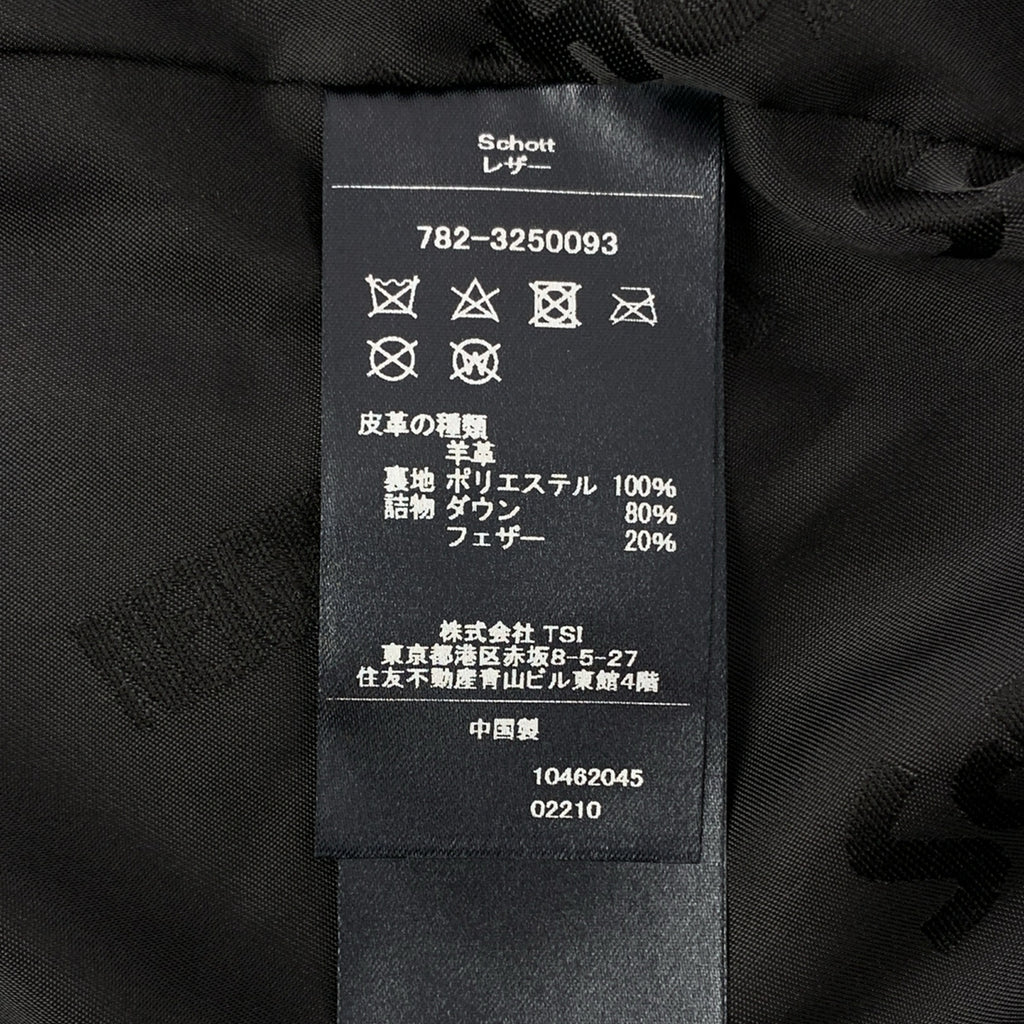 Schott
レザー
782-3250093
皮革の種類
羊革
裏地 ポリエステル 100%
詰物 ダウン 80%
フェザー 20%
株式会社 TSI
東京都港区赤坂8-5-27
住友不動産青山ビル東館4階
中国製
10462045
02210